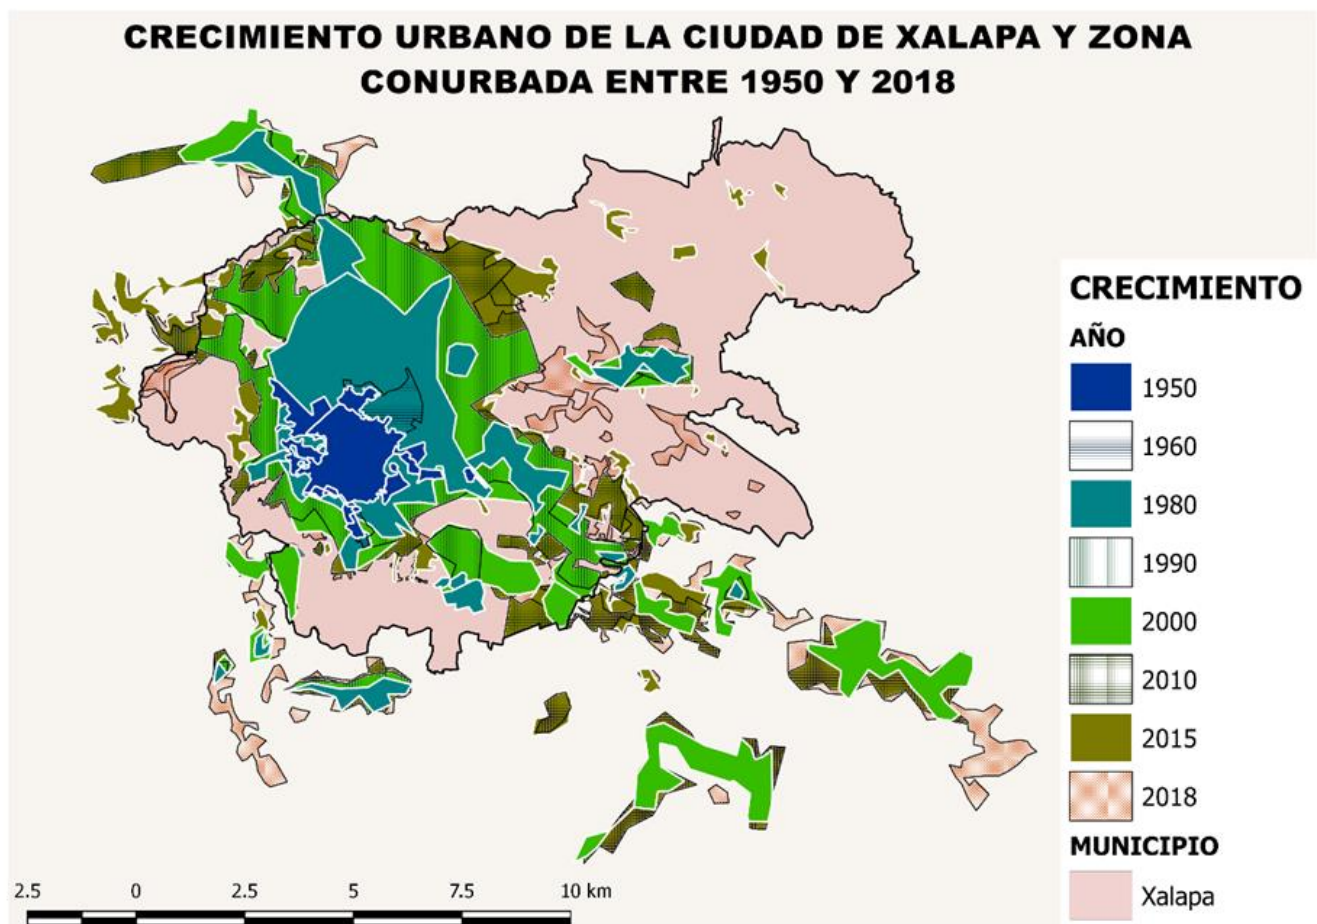 CRECIMIENTO URBANO DE LA CIUDAD DE XALAPA Y ZONA
CONURBADA ENTRE 1950 Y 2018
CRECIMIENTO
AÑO
1950
1960
1980
1990
2000
2010
2015
2018
MUNICIPIO
Xalapa
2.5 0 2.5 5 7.5 10 km